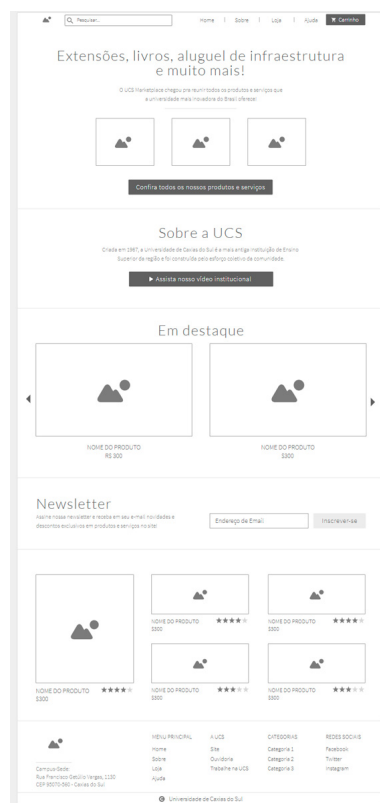 Pesquisar...
Home | Sobre | Loja | Ajuda Carrinho
Extensões, livros, aluguel de infraestrutura
e muito mais!
O UCS Marketplace chegou pra reunir todos os produtos e serviços que
a universidade mais inovadora do Brasil oferece!
Confira todos os nossos produtos e serviços
Sobre a UCS
Criada em 1967, a Universidade de Caxias do Sul é a mais antiga instituição de Ensino
Superior da região e foi construída pelo esforço coletivo da comunidade.
Assista nosso vídeo institucional
Em destaque
NOME DO PRODUTO
R$ 300
NOME DO PRODUTO
$300
Newsletter
Assine nossa newsletter e receba em seu e-mail novidades e
descontos exclusivos em produtos e serviços no site!
Endereço de Email
Inscrever-se
NOME DO PRODUTO
$300
NOME DO PRODUTO
$300
NOME DO PRODUTO
$300
NOME DO PRODUTO
$300
NOME DO PRODUTO
$300
Campus-Sede:
Rua Francisco Getúlio Vargas, 1130
CEP 95070-560 - Caxias do Sul
MENU PRINCIPAL
Home
Sobre
Loja
Ajuda
A UCS
Site
Ouvidoria
Trabalhe na UCS
CATEGORIAS
Categoria 1
Categoria 2
Categoria 3
REDES SOCIAIS
Facebook
Twitter
Instagram
© Universidade de Caxias do Sul